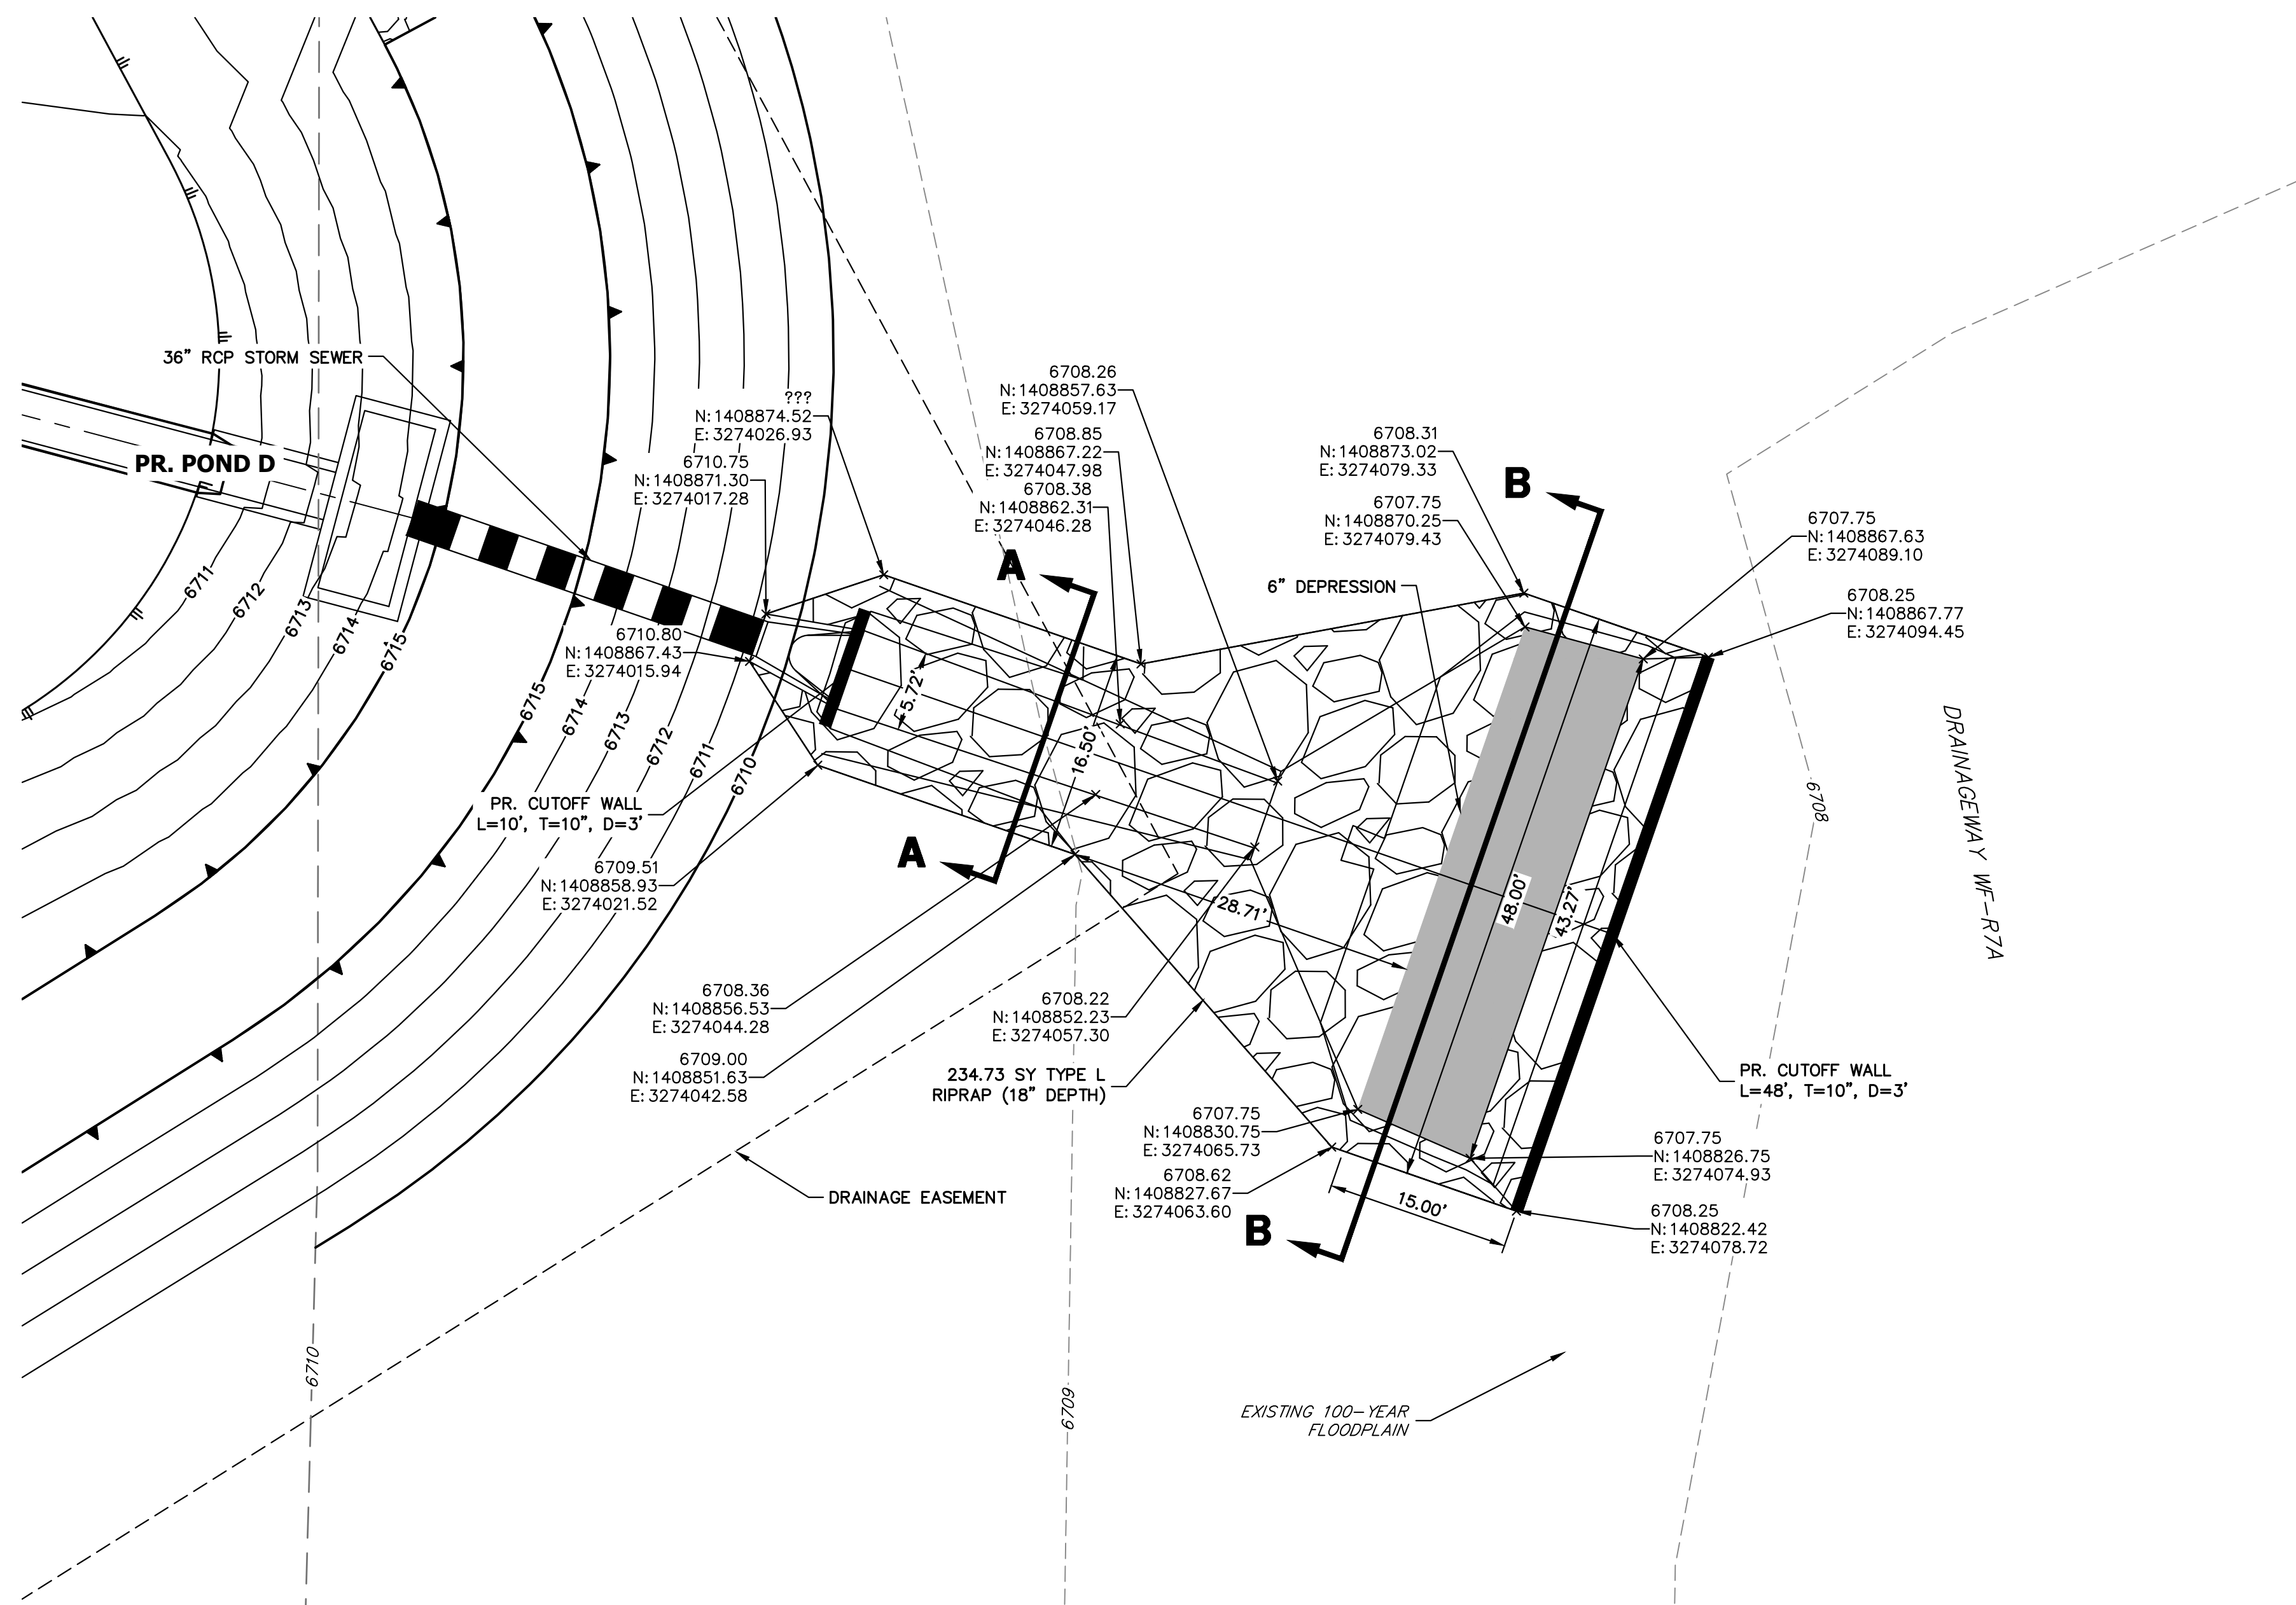 36" RCP STORM SEWER
PR. POND D
???
N:1408874.52
E:3274026.93
6710.75
N:1408871.30
E:3274017.28
6710.80
N:1408867.43
E:3274015.94
6708.26
N:1408857.63
E:3274059.17
6708.85
N:1408867.22
E:3274047.98
6708.38
N:1408862.31
E:3274046.28
6708.31
N:1408873.02
E:3274079.33
6707.75
N:1408870.25
E:3274079.43
6" DEPRESSION
6707.75
N:1408867.63
E:3274089.10
6708.25
N:1408867.77
E:3274094.45
B
A
A
B
6711
6712
6713
6714
6715
6715
6714
6713
6712
6711
6710
5.72'
16.50'
28.71'
48.00'
43.27'
15.00'
PR. CUTOFF WALL
L=10', T=10", D=3'
6709.51
N:1408858.93
E:3274021.52
6708.36
N:1408856.53
E:3274044.28
6709.00
N:1408851.63
E:3274042.58
6708.22
N:1408852.23
E:3274057.30
234.73 SY TYPE L
RIPRAP (18" DEPTH)
6707.75
N:1408830.75
E:3274065.73
6708.62
N:1408827.67
E:3274063.60
DRAINAGE EASEMENT
PR. CUTOFF WALL
L=48', T=10", D=3'
6707.75
N:1408826.75
E:3274074.93
6708.25
N:1408822.42
E:3274078.72
6708
DRAINAGEWAY WF-R7A
6710
6709
EXISTING 100-YEAR
FLOODPLAIN